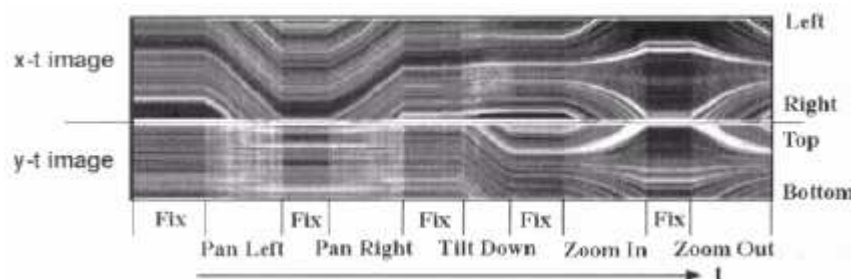 Left
x-t image
Right
Top
y-t image
Bottom
Fix Fix Fix Fix Fix
Pan Left Pan Right Tilt Down Zoom In Zoom Out
t